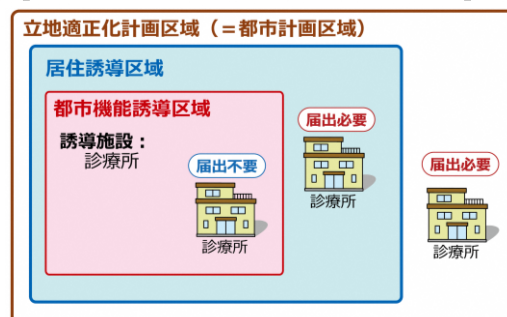 立地適正化計画区域（＝都市計画区域）
居住誘導区域
都市機能誘導区域
誘導施設：
診療所
届出不要
診療所
届出必要
診療所
届出必要
診療所